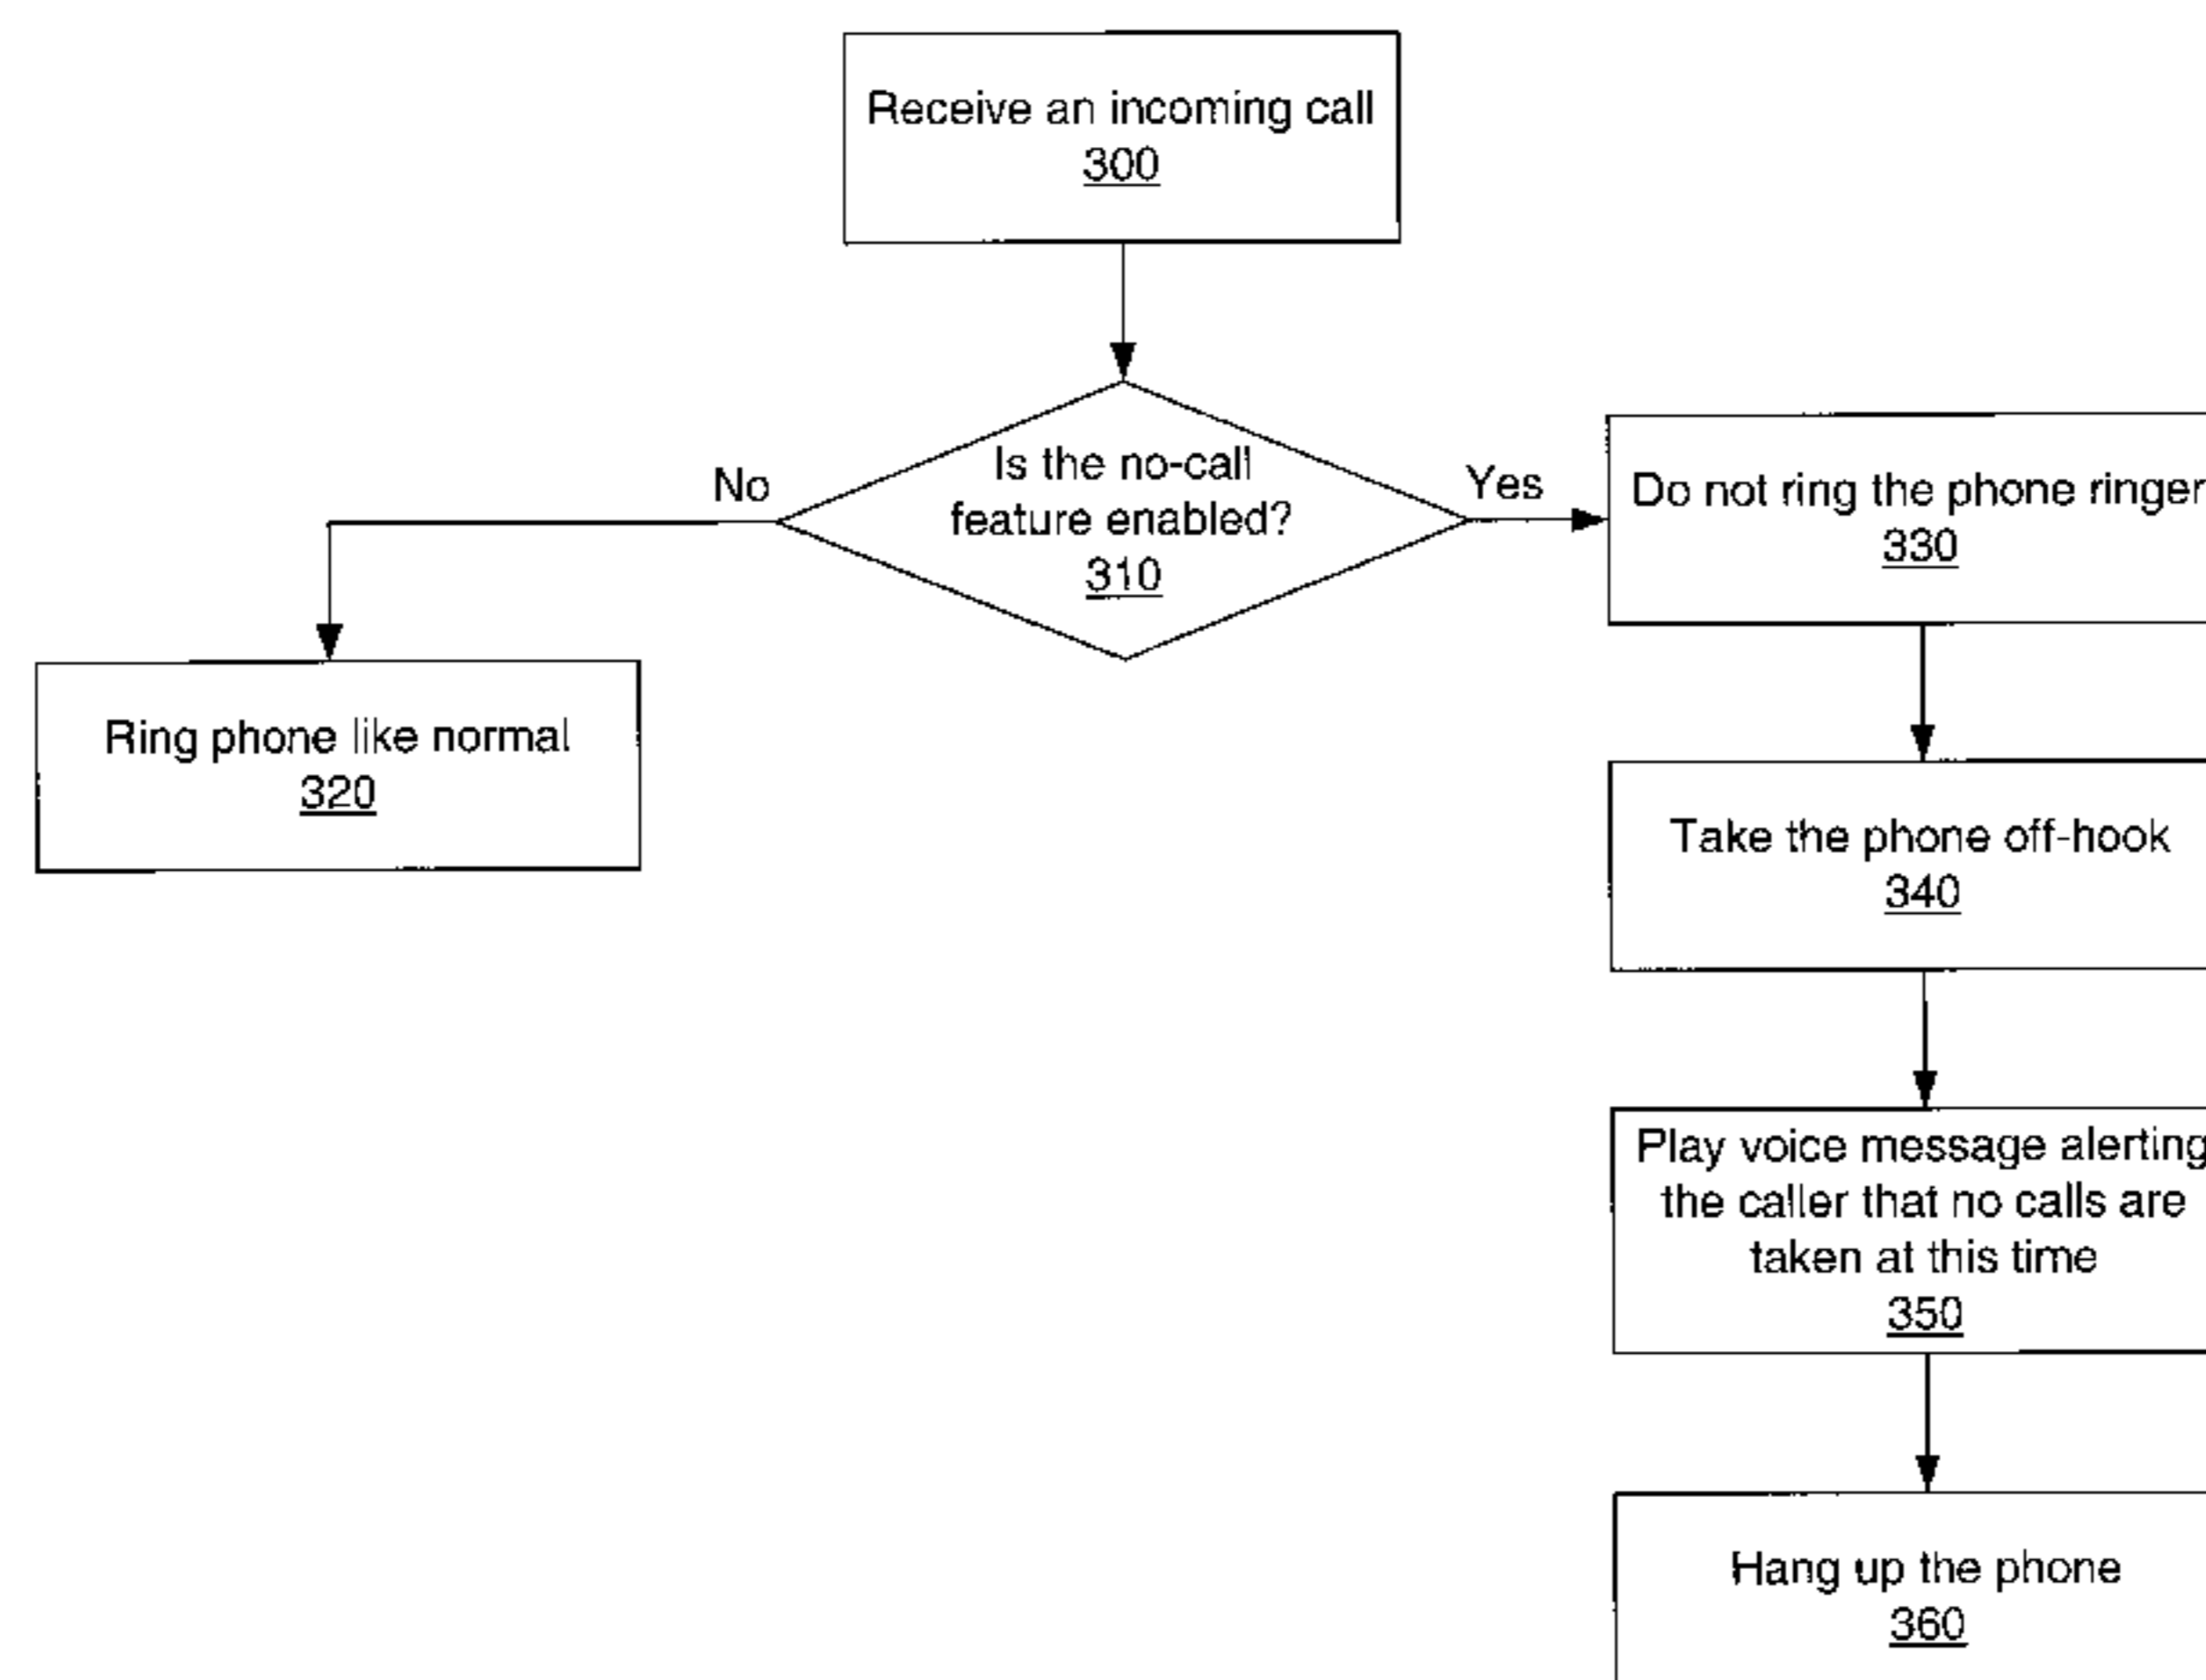 Receive an incoming call
300
Is the no-call
feature enabled?
310
No
Yes
Do not ring the phone ringer
330
Ring phone like normal
320
Take the phone off-hook
340
Play voice message alerting
the caller that no calls are
taken at this time
350
Hang up the phone
360